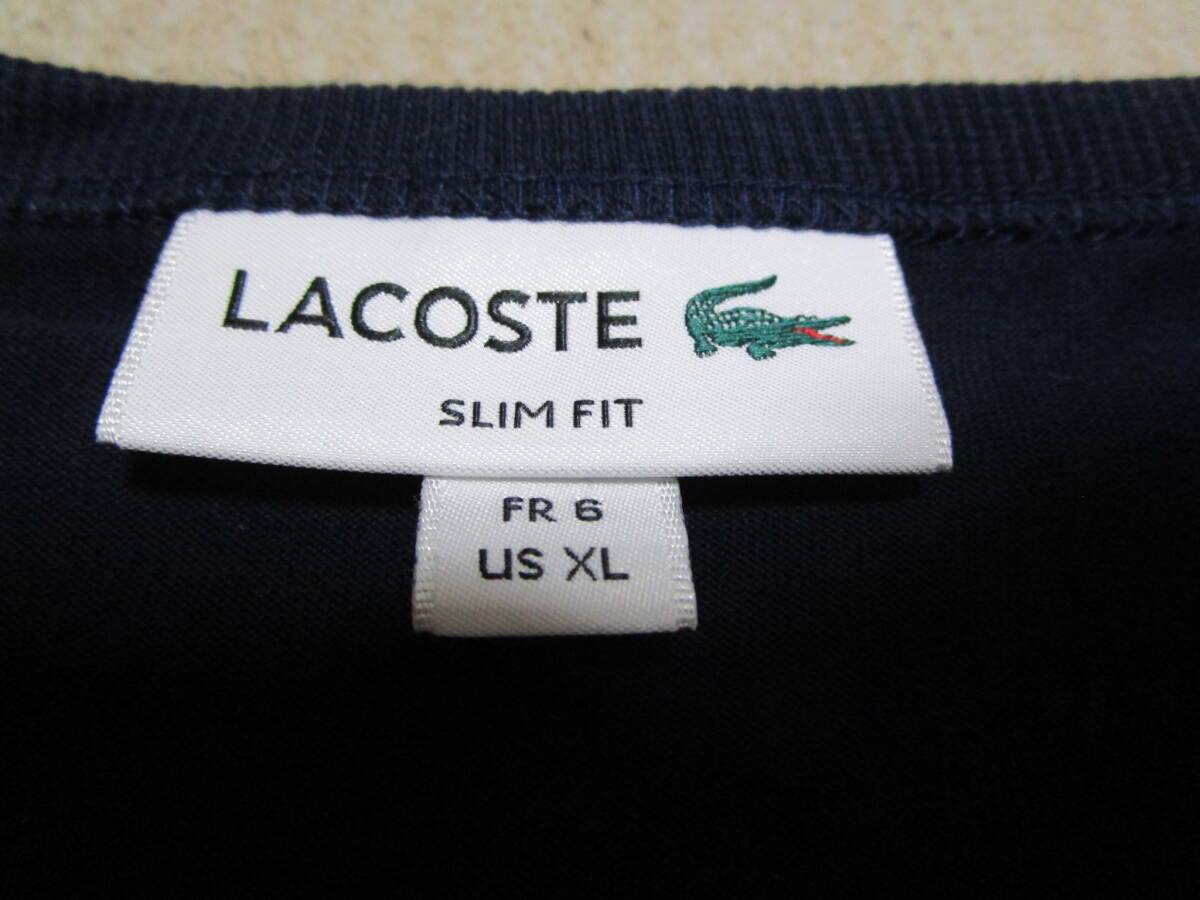 LACOSTE
SLIM FIT
FR 6
US XL